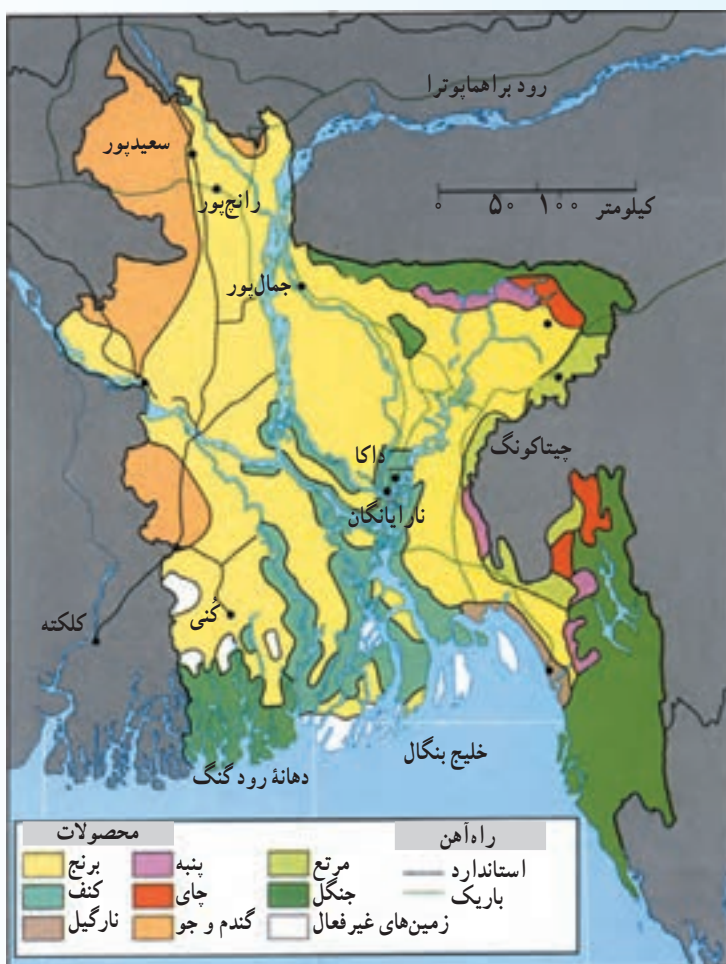 رود براهماپوترا
سعیدپور
رانچ‌پور
۰ ۵۰ ۱۰۰ کیلومتر
جمال‌پور
چیتاکونگ
داکا
نارایانگان
کُنی
کلکته
خلیج بنگال
دهانهٔ رود گنگ
محصولات
برنج
کنف
نارگیل
پنبه
چای
گندم و جو
مرتع
جنگل
زمین‌های غیرفعال
راه‌آهن
استاندارد
باریک